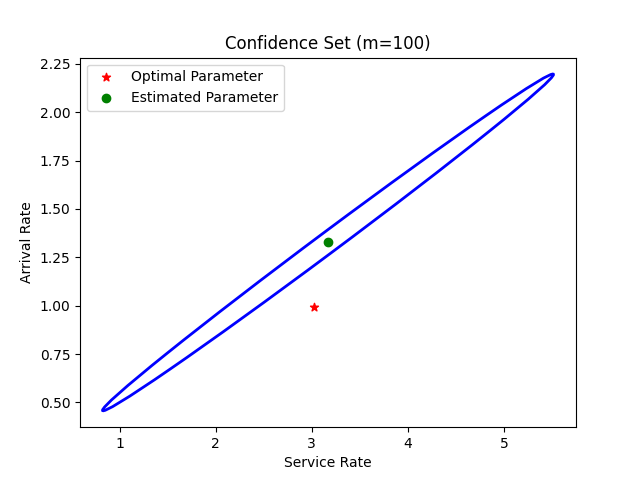 Confidence Set (m=100)
Optimal Parameter
Estimated Parameter
2.25
2.00
1.75
1.50
1.25
1.00
0.75
0.50
Arrival Rate
1
2
3
4
5
Service Rate